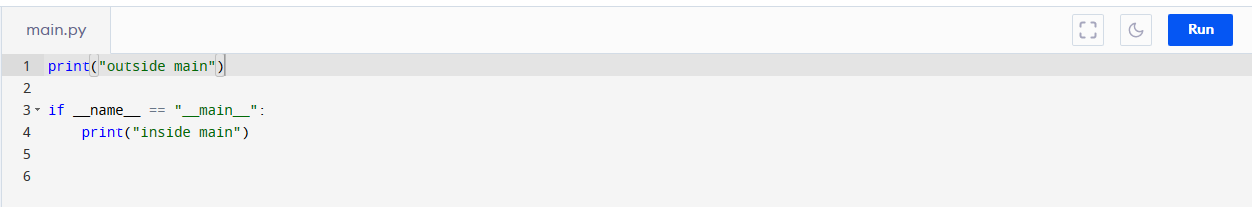 main.py
Run
1 print("outside main")
2
3 if __name__ == "__main__":
4     print("inside main")
5
6